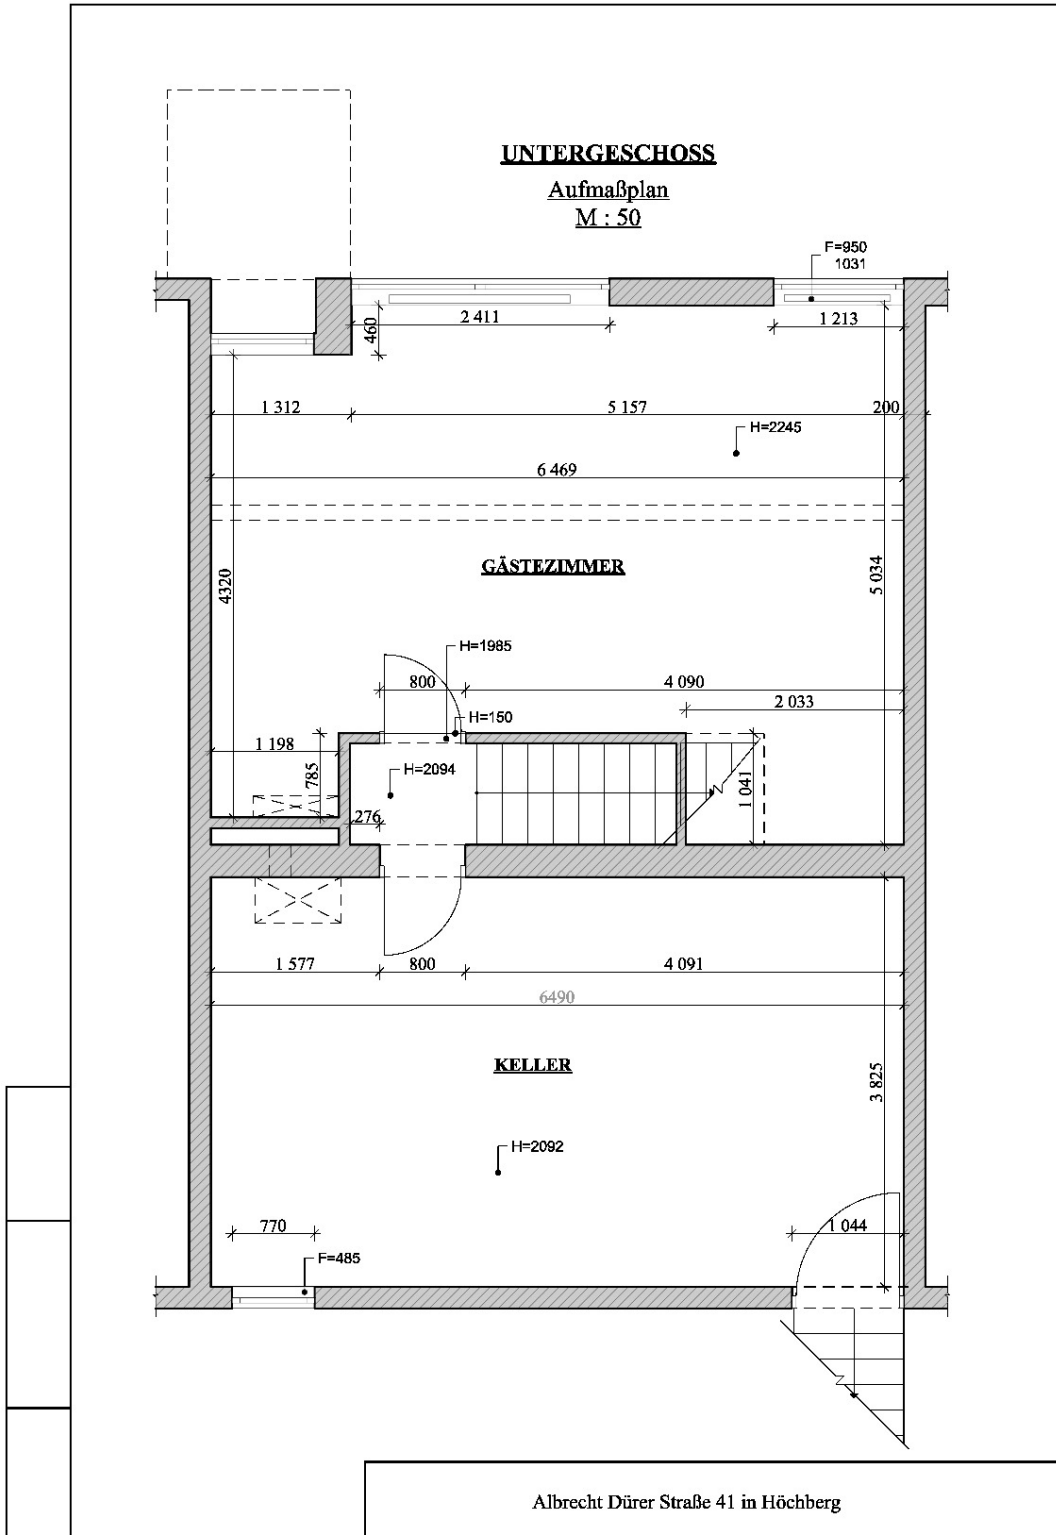 UNTERGESCHOSS
Aufmaßplan
M : 50
F=950
1031
2 411
1 213
460
1 312
5 157
200
H=2245
6 469
GÄSTEZIMMER
4320
5 034
H=1985
800
4 090
2 033
H=150
1 198
785
H=2094
1 041
276
1 577
800
4 091
6490
KELLER
3 825
H=2092
770
1 044
F=485
Albrecht Dürer Straße 41 in Höchberg